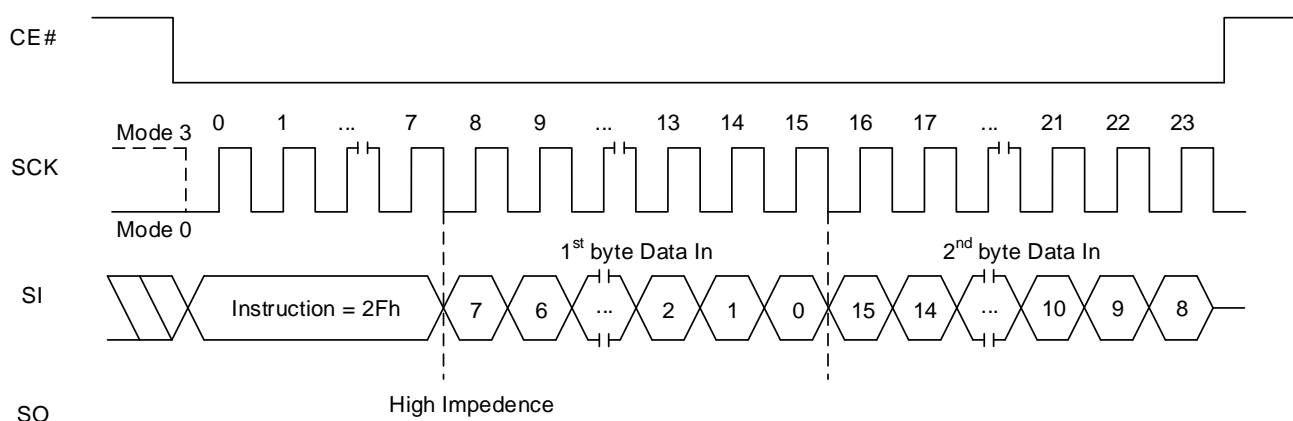 CE#
0 1 ... 7 8 9 ... 13 14 15 16 17 ... 21 22 23
Mode 3
SCK
Mode 0
1st byte Data In
2nd byte Data In
SI
Instruction = 2Fh
7 6 ... 2 1 0 15 14 ... 10 9 8
High Impedence
SO